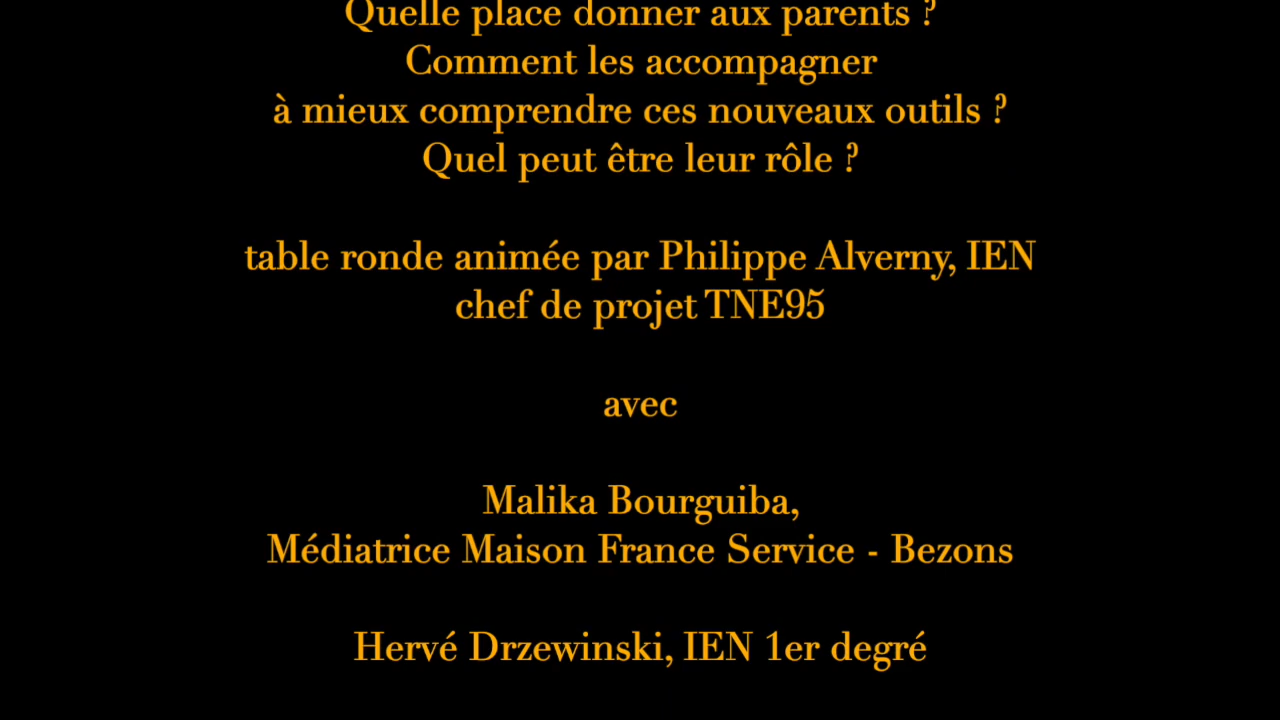 Quelle place donner aux parents ?
Comment les accompagner
à mieux comprendre ces nouveaux outils ?
Quel peut être leur rôle ?
table ronde animée par Philippe Alverny, IEN
chef de projet TNE95
avec
Malika Bourguiba,
Médiatrice Maison France Service - Bezons
Hervé Drzewinski, IEN 1er degré